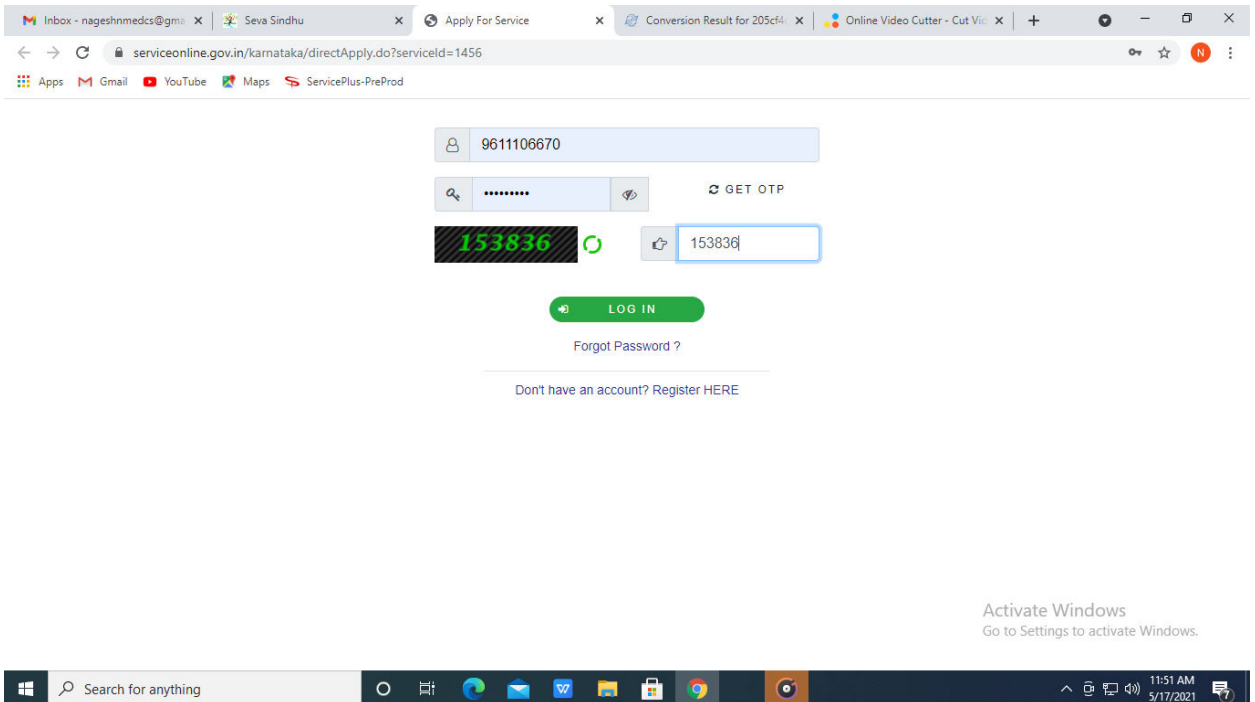 Inbox - nageshnmedcs@gma
Seva Sindhu
Apply For Service
Conversion Result for 205cf4
Online Video Cutter - Cut Vid
serviceonline.gov.in/karnataka/directApply.do?serviceId=1456
N
Apps
Gmail
YouTube
Maps
ServicePlus-PreProd
9611106670
•••••••••
GET OTP
153836
153836
LOG IN
Forgot Password ?
Don't have an account? Register HERE
Activate Windows
Go to Settings to activate Windows.
Search for anything
W
11:51 AM
5/17/2021
7